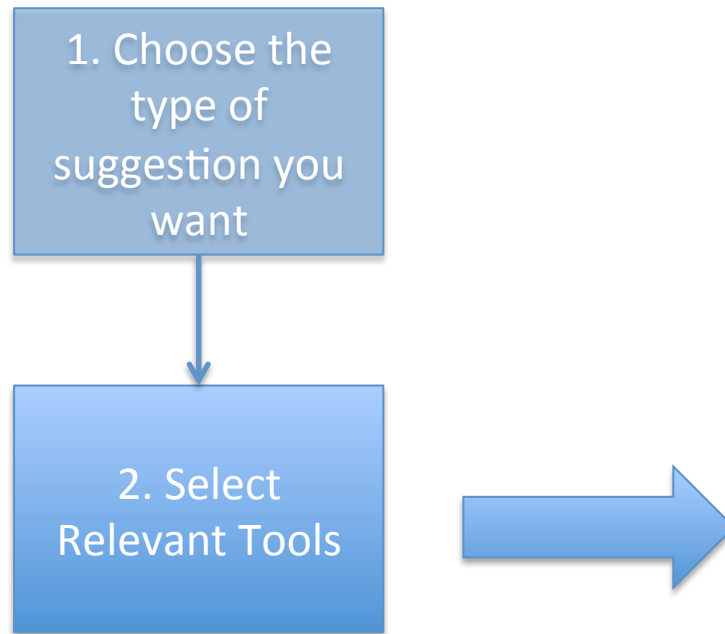 1. Choose the
type of
suggestion you
want
2. Select
Relevant Tools